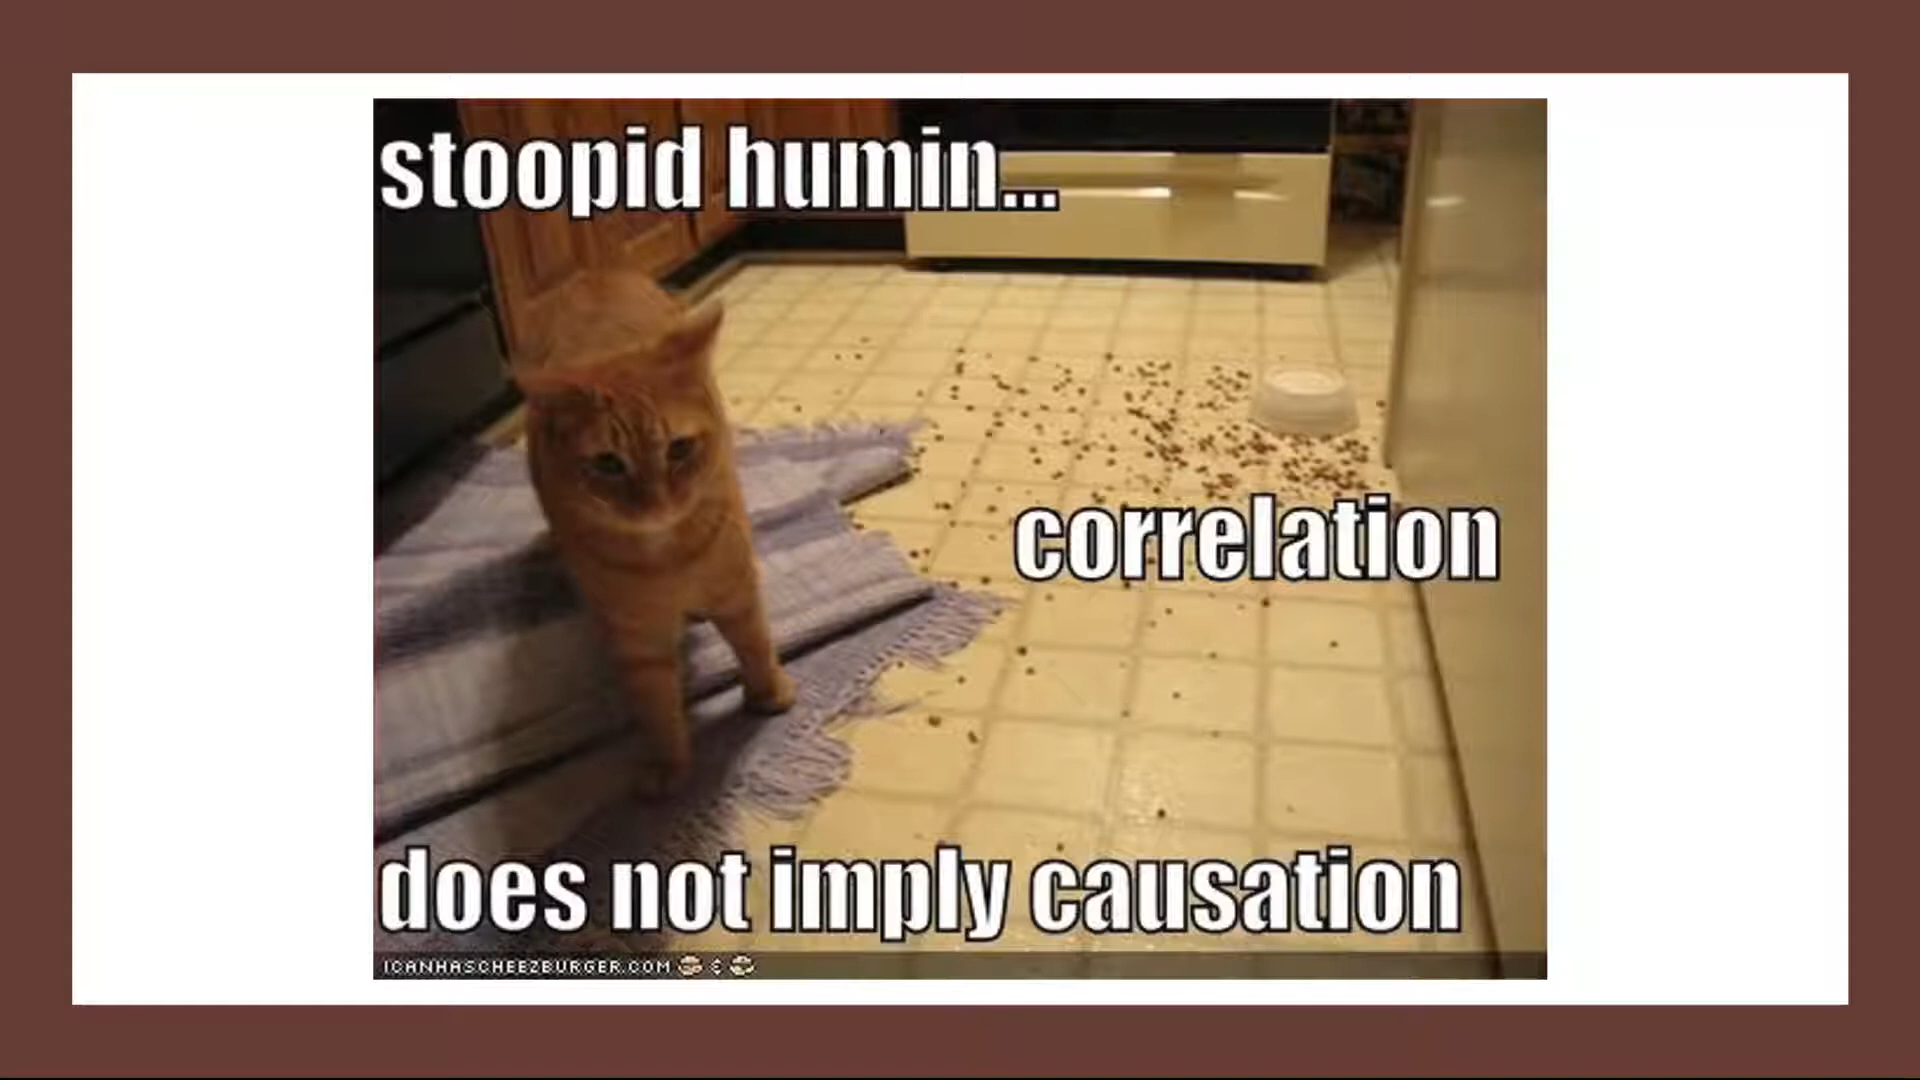 stoopid humin...
correlation
does not imply causation
ICANHASCHEEZBURGER.COM